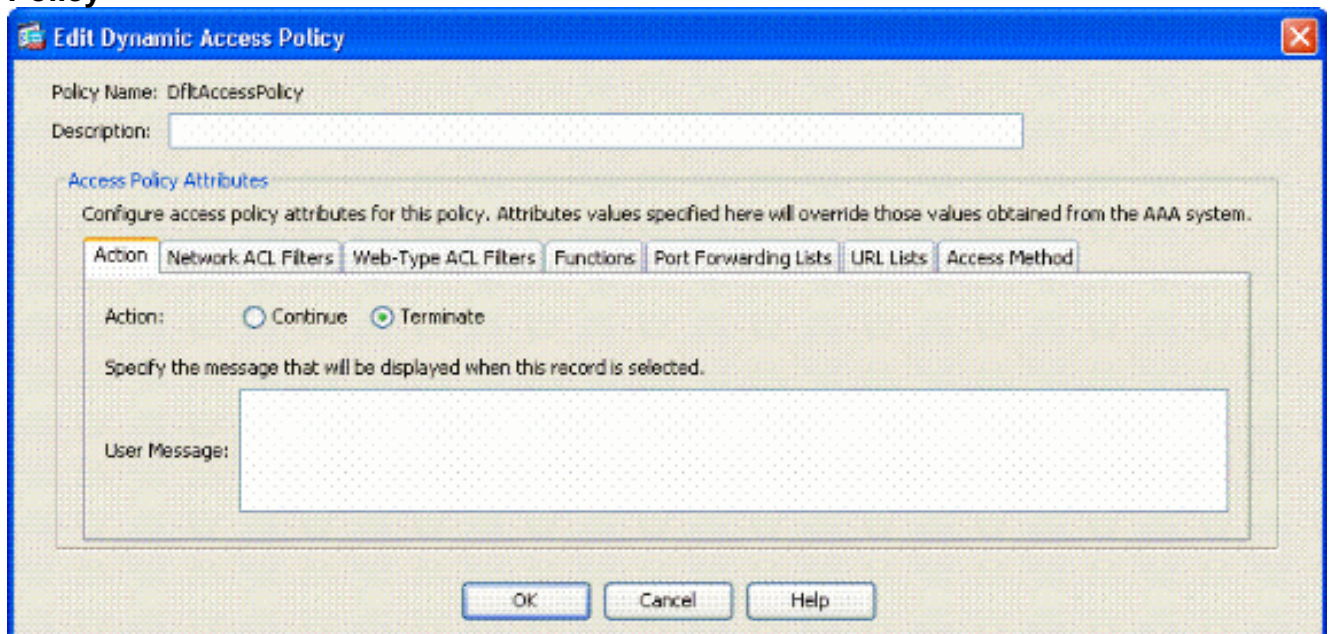 Policy
Edit Dynamic Access Policy
Policy Name: DfltAccessPolicy
Description:
Access Policy Attributes
Configure access policy attributes for this policy. Attributes values specified here will override those values obtained from the AAA system.
Action Network ACL Filters Web-Type ACL Filters Functions Port Forwarding Lists URL Lists Access Method
Action: Continue Terminate
Specify the message that will be displayed when this record is selected.
User Message:
OK Cancel Help